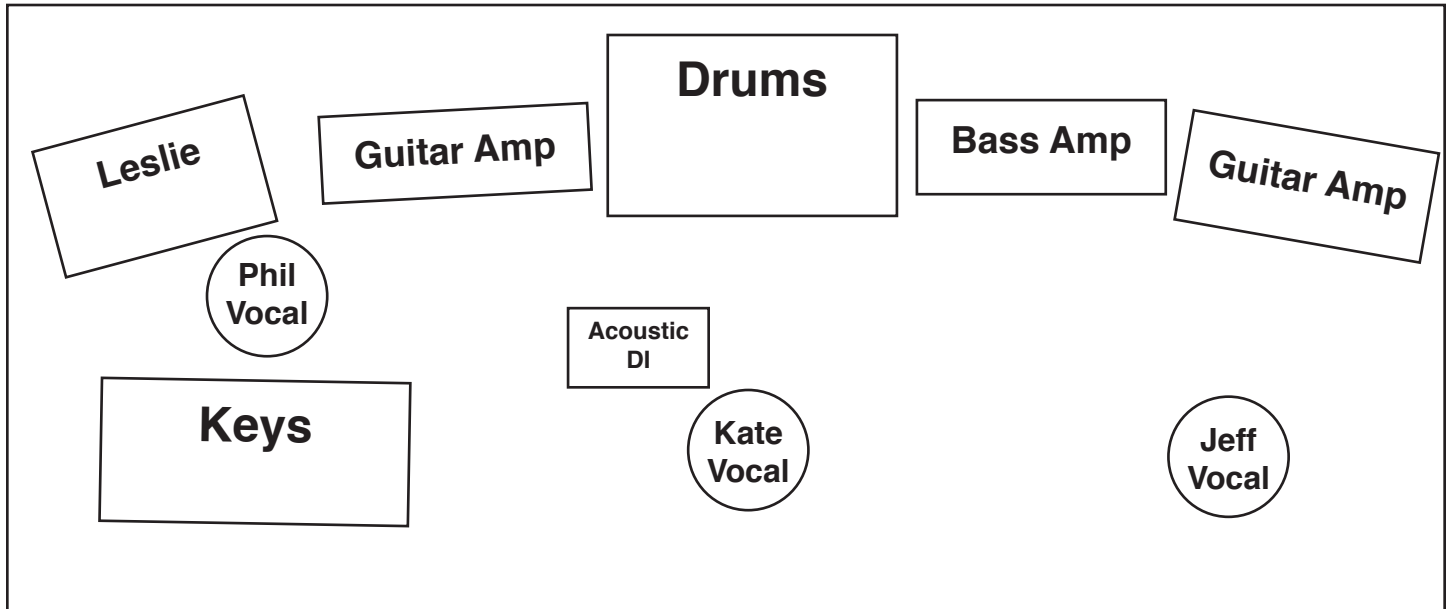 Drums
Leslie
Guitar Amp
Bass Amp
Guitar Amp
Phil
Vocal
Acoustic
DI
Keys
Kate
Vocal
Jeff
Vocal